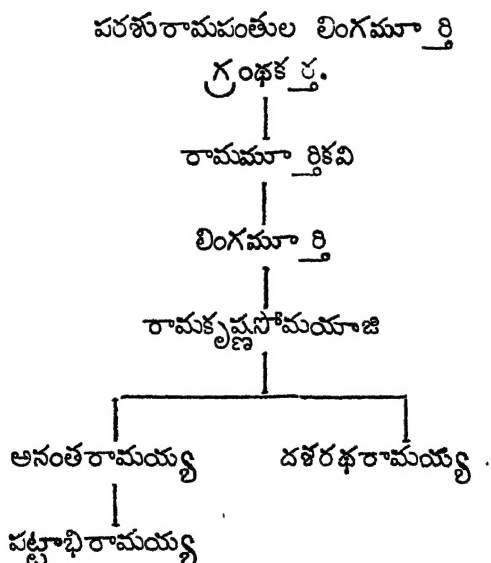 పరశురామపంతుల లింగమూర్తి
గ్రంథకర్త.
రామమూర్తికవి
లింగమూర్తి
రామకృష్ణసోమయాజి
అనంతరామయ్య దశరథరామయ్య.
పట్టాభిరామయ్య